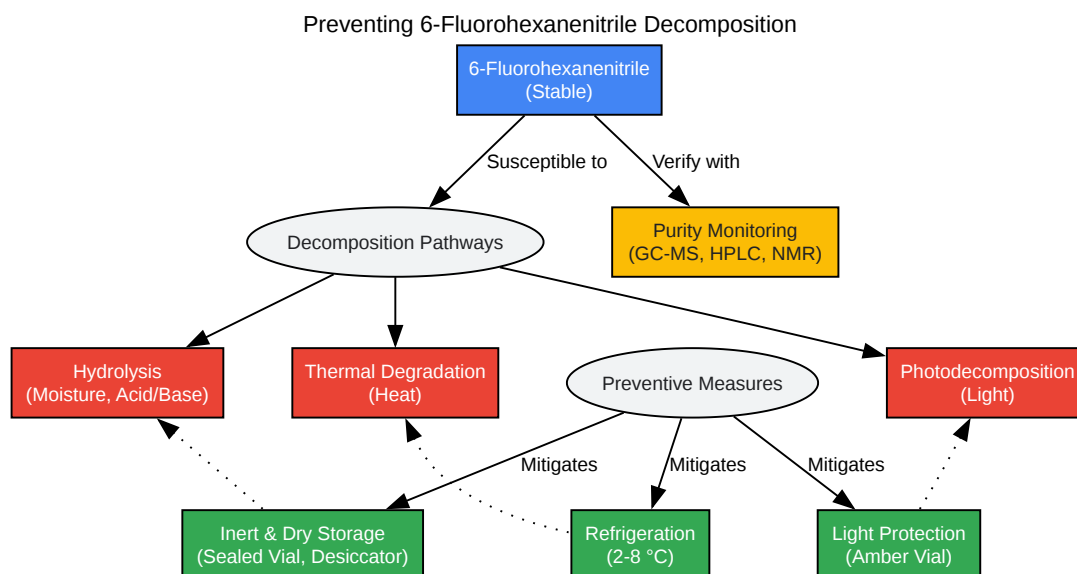 Preventing 6-Fluorohexanenitrile Decomposition
6-Fluorohexanenitrile
(Stable)
Susceptible to
Verify with
Decomposition Pathways
Purity Monitoring
(GC-MS, HPLC, NMR)
Hydrolysis
(Moisture, Acid/Base)
Thermal Degradation
(Heat)
Preventive Measures
Photodecomposition
(Light)
Mitigates
Mitigates
Mitigates
Inert & Dry Storage
(Sealed Vial, Desiccator)
Refrigeration
(2-8 °C)
Light Protection
(Amber Vial)